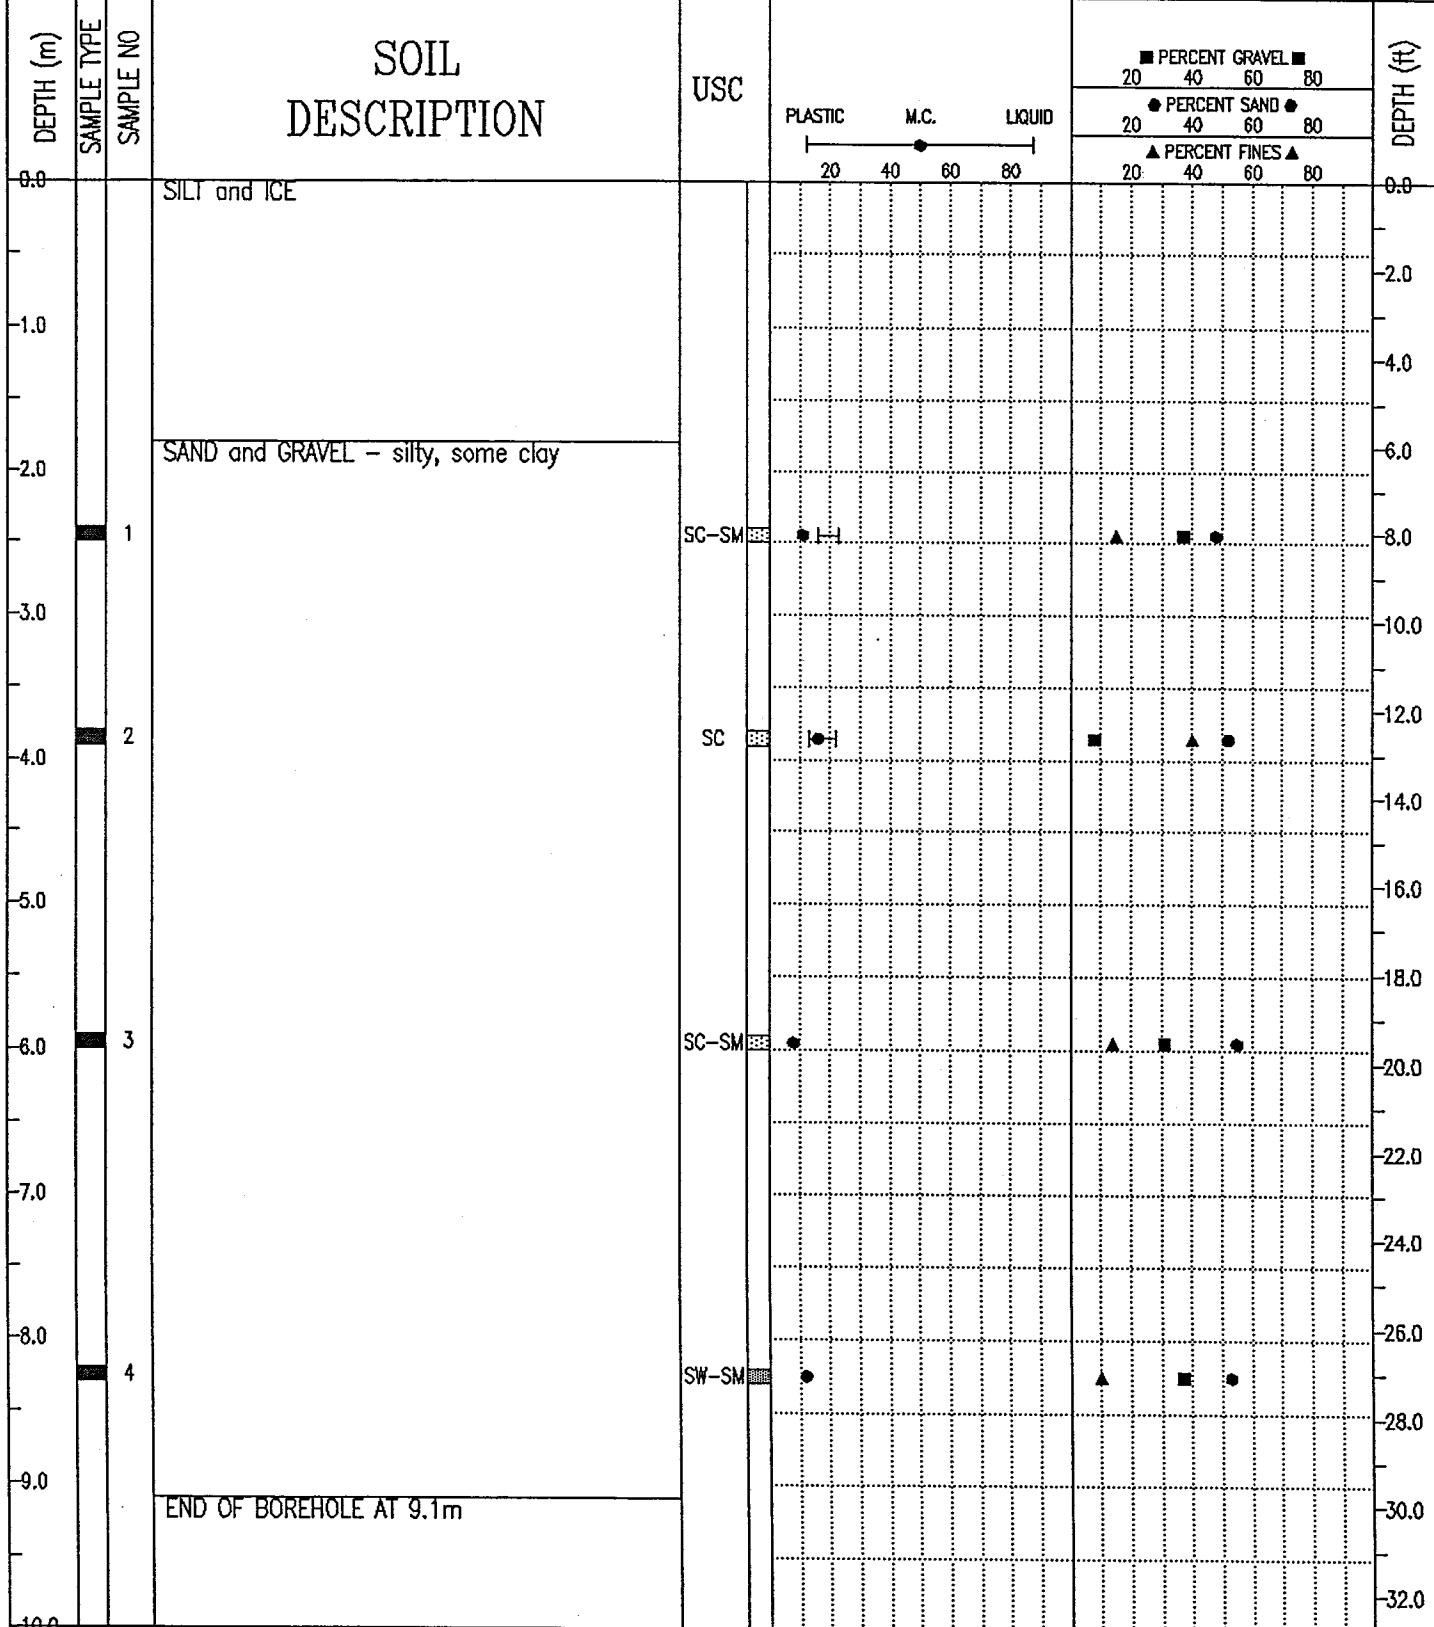 DEPTH (m)
SAMPLE TYPE
SAMPLE NO
SOIL
DESCRIPTION
USC
PLASTIC M.C. LIQUID
20 40 60 80
■ PERCENT GRAVEL ■
20 40 60 80
● PERCENT SAND ●
20 40 60 80
▲ PERCENT FINES ▲
20 40 60 80
DEPTH (ft)
0.0 SILT and ICE 0.0
2.0
1.0
4.0
SAND and GRAVEL – silty, some clay 6.0
2.0
1 SC-SM 8.0
3.0
10.0
12.0
2 SC
4.0
14.0
16.0
5.0
18.0
3 SC-SM
6.0
20.0
22.0
7.0
24.0
8.0 26.0
4 SW-SM
28.0
9.0
END OF BOREHOLE AT 9.1m 30.0
32.0
10.0